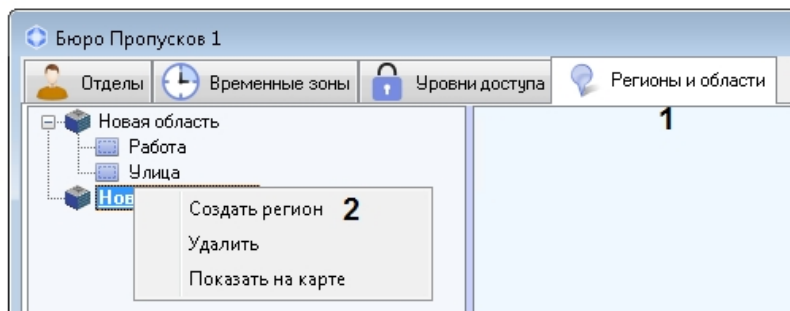 Бюро Пропусков 1
Отделы Временные зоны Уровни доступа Регионы и области
1
Новая область
Работа
Улица
Нов
Создать регион 2
Удалить
Показать на карте